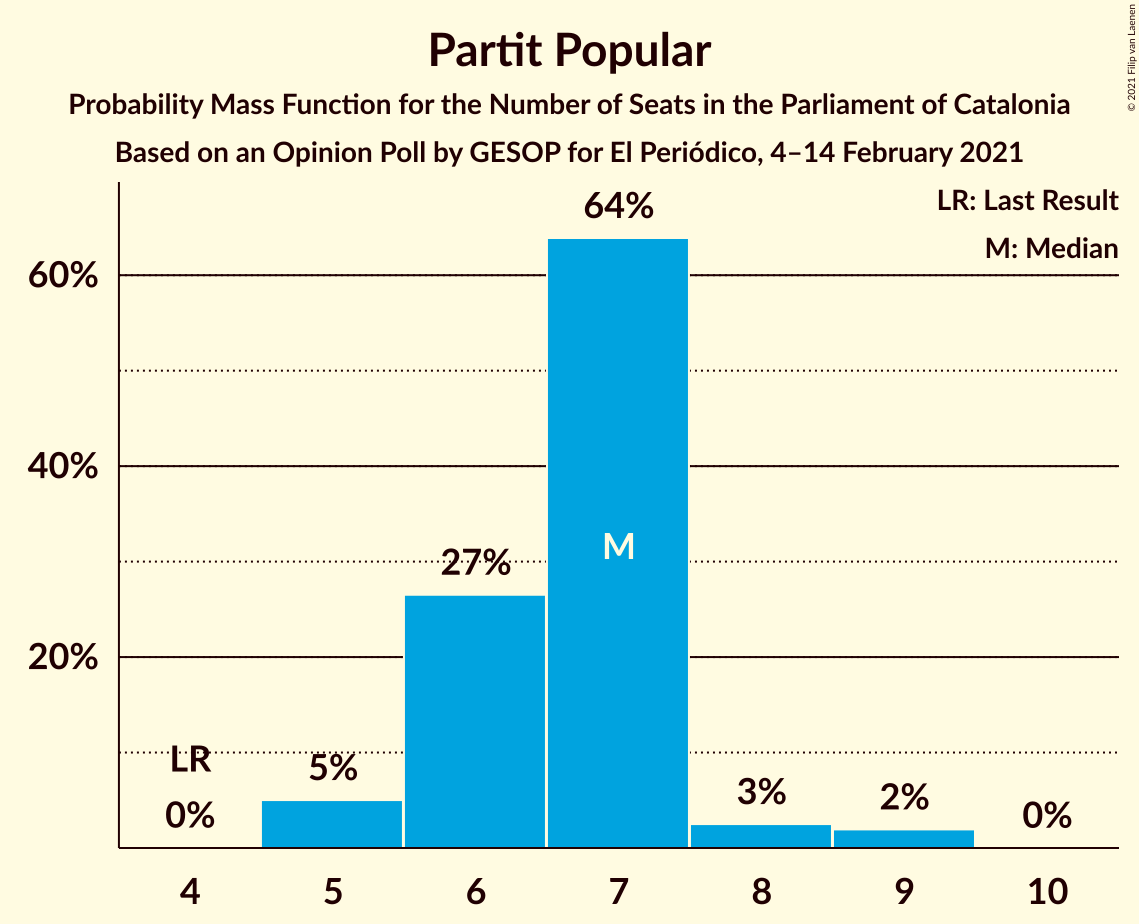 Partit Popular
Probability Mass Function for the Number of Seats in the Parliament of Catalonia
Based on an Opinion Poll by GESOP for El Periódico, 4–14 February 2021
© 2021 Filip van Laenen
LR: Last Result
M: Median
64%
60%
40%
M
27%
20%
LR
5%
3%
2%
0%
0%
4 5 6 7 8 9 10